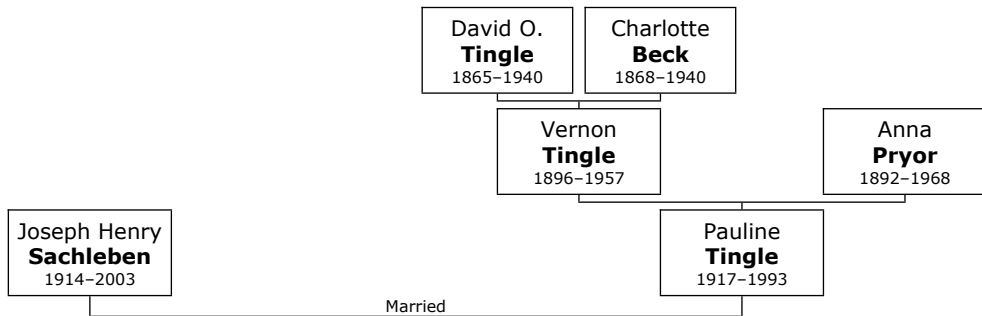 David O.
Tingle
1865–1940
Charlotte
Beck
1868–1940
Vernon
Tingle
1896–1957
Anna
Pryor
1892–1968
Joseph Henry
Sachleben
1914–2003
Pauline
Tingle
1917–1993
Married